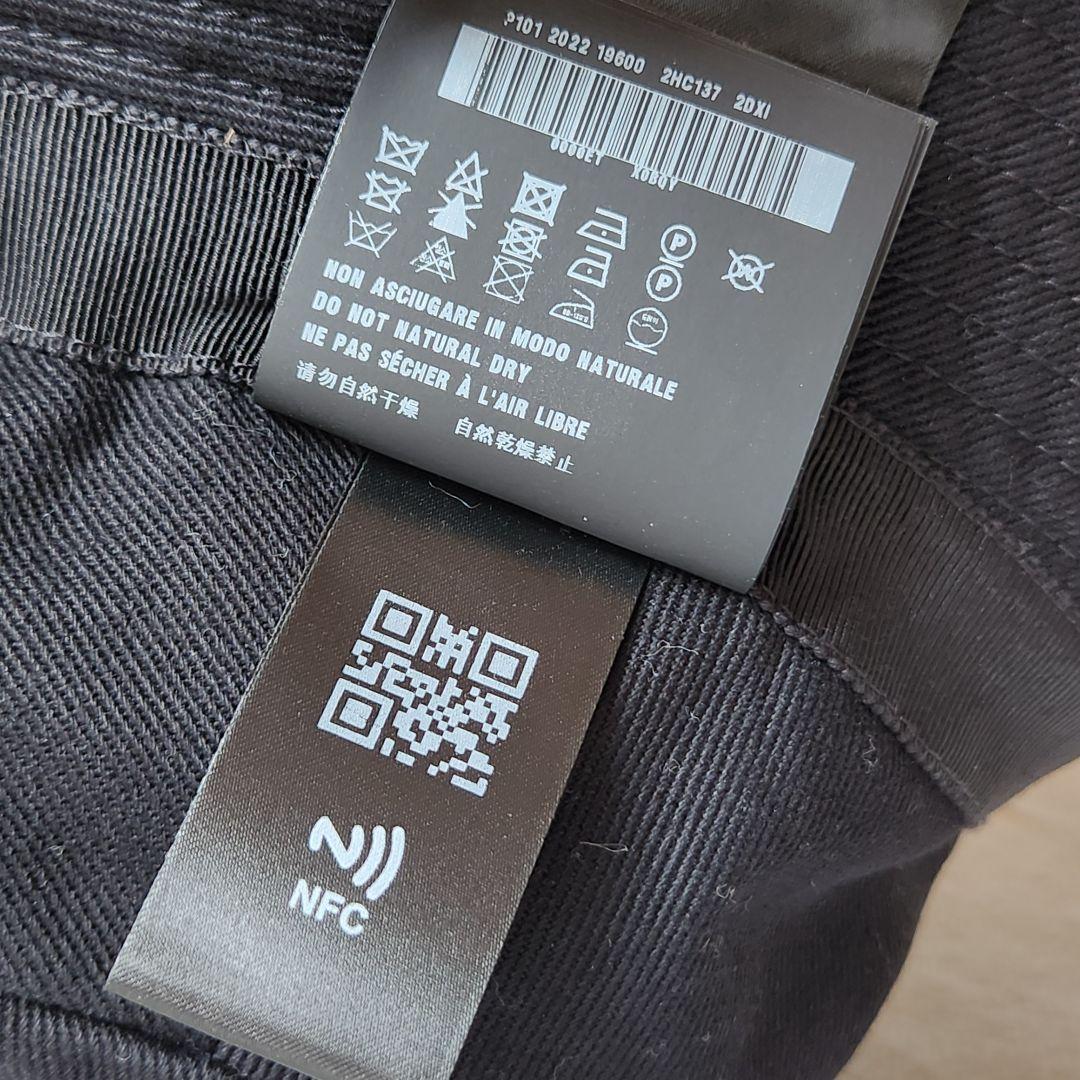 P101 2022 19600 2HC137 2DXI
NON ASCIUGARE IN MODO NATURALE
DO NOT NATURAL DRY
NE PAS SÉCHER À L'AIR LIBRE
请勿自然干燥 自然乾燥禁止
P
P
W
NFC